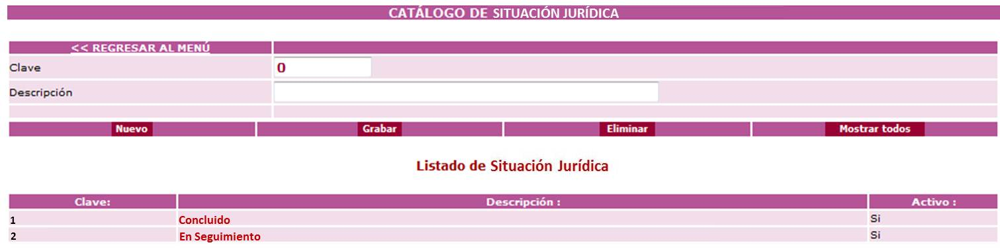 CATÁLOGO DE SITUACIÓN JURÍDICA
<< REGRESAR AL MENÚ
Clave 0
Descripción
Nuevo Grabar Eliminar Mostrar todos
Listado de Situación Jurídica
Clave: Descripción : Activo :
1 Concluido Si
2 En Seguimiento Si